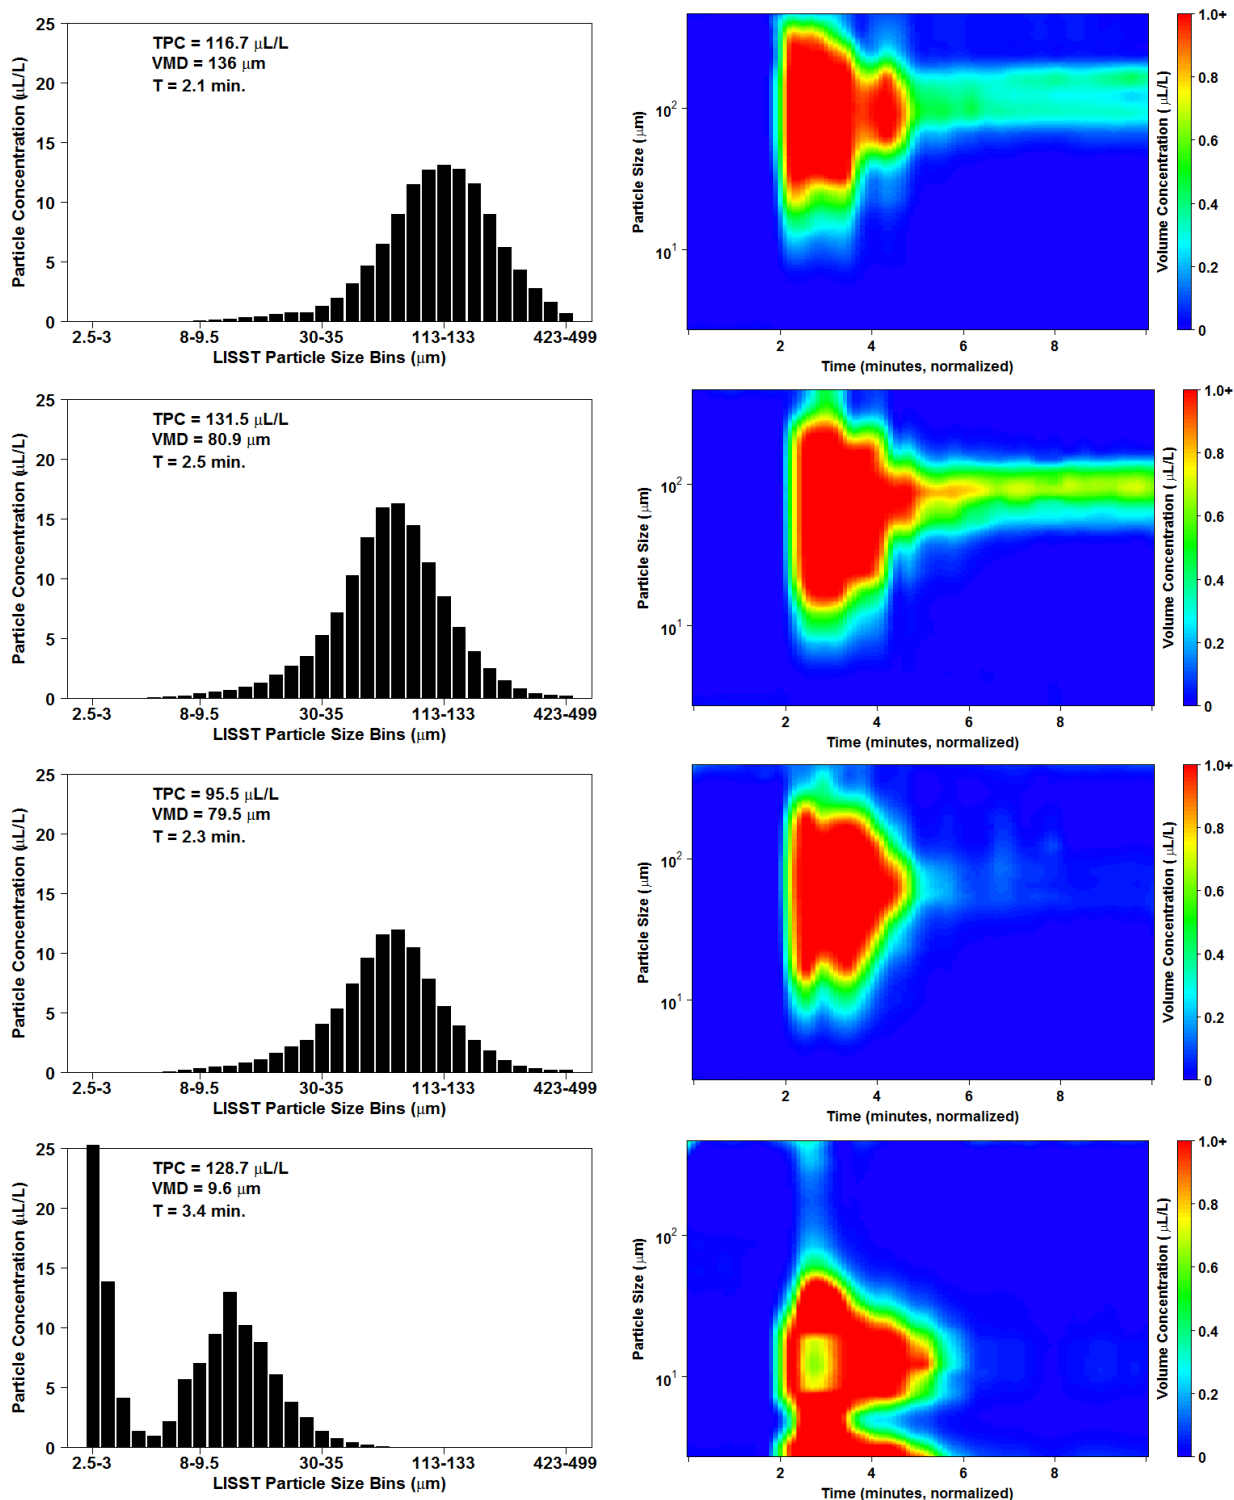 25
20
15
10
5
0
Particle Concentration (μL/L)
TPC = 116.7 μL/L
VMD = 136 μm
T = 2.1 min.
2.5-3 8-9.5 30-35 113-133 423-499
LISST Particle Size Bins (μm)
10²
10¹
Particle Size (μm)
2 4 6 8
Time (minutes, normalized)
1.0+
0.8
0.6
0.4
0.2
0
Volume Concentration (μL/L)
25
20
15
10
5
0
Particle Concentration (μL/L)
TPC = 131.5 μL/L
VMD = 80.9 μm
T = 2.5 min.
2.5-3 8-9.5 30-35 113-133 423-499
LISST Particle Size Bins (μm)
10²
10¹
Particle Size (μm)
2 4 6 8
Time (minutes, normalized)
1.0+
0.8
0.6
0.4
0.2
0
Volume Concentration (μL/L)
25
20
15
10
5
0
Particle Concentration (μL/L)
TPC = 95.5 μL/L
VMD = 79.5 μm
T = 2.3 min.
2.5-3 8-9.5 30-35 113-133 423-499
LISST Particle Size Bins (μm)
10²
10¹
Particle Size (μm)
2 4 6 8
Time (minutes, normalized)
1.0+
0.8
0.6
0.4
0.2
0
Volume Concentration (μL/L)
25
20
15
10
5
0
Particle Concentration (μL/L)
TPC = 128.7 μL/L
VMD = 9.6 μm
T = 3.4 min.
2.5-3 8-9.5 30-35 113-133 423-499
LISST Particle Size Bins (μm)
10²
10¹
Particle Size (μm)
2 4 6 8
Time (minutes, normalized)
1.0+
0.8
0.6
0.4
0.2
0
Volume Concentration (μL/L)